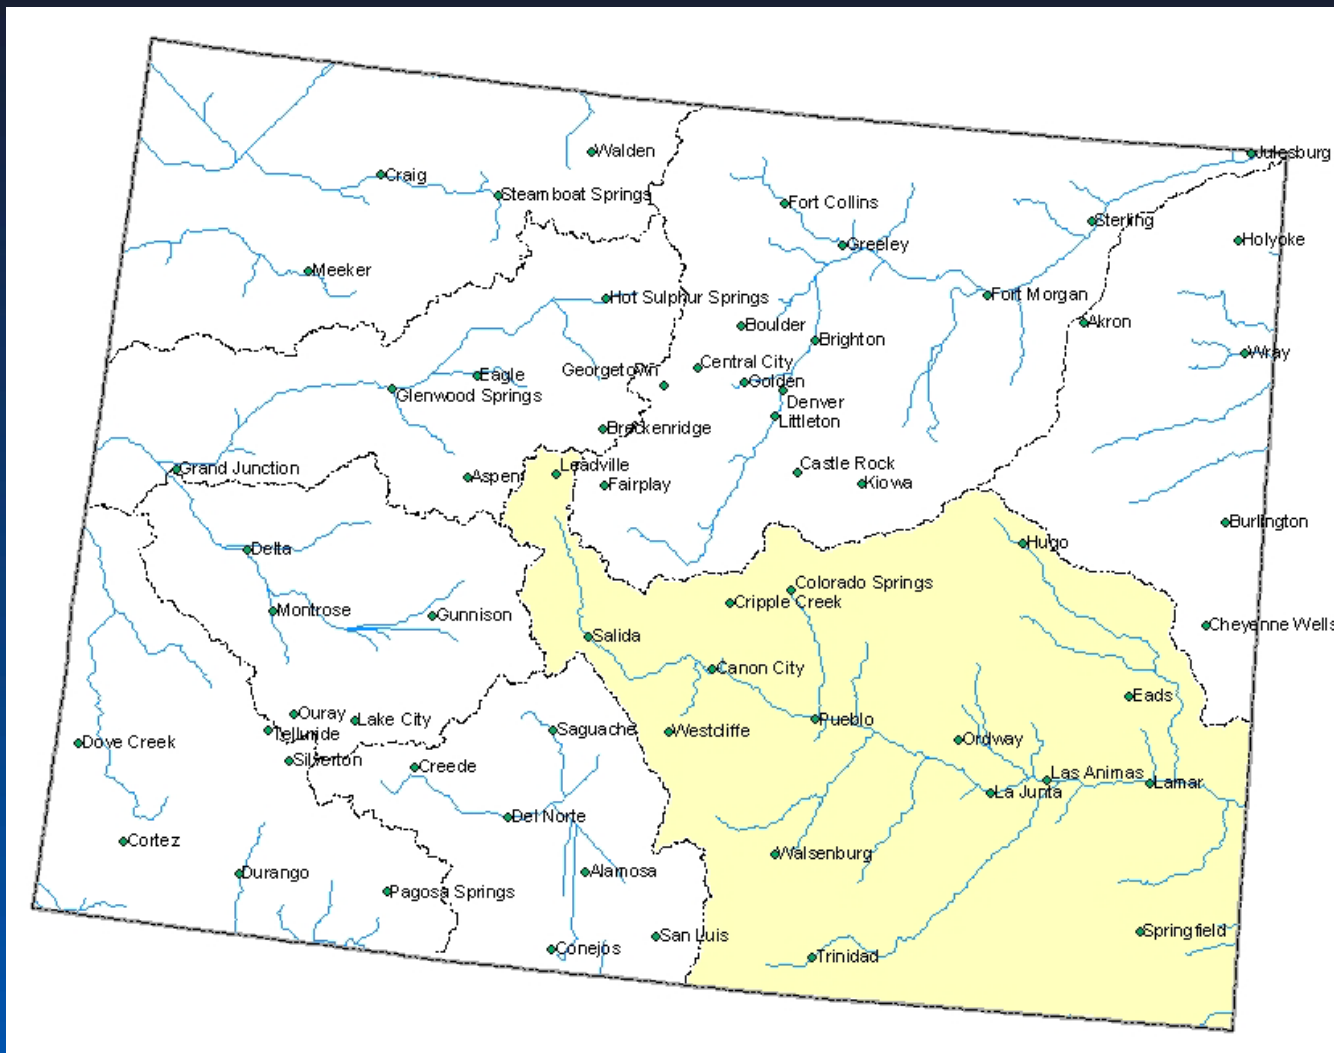 Julesburg
Walden
Craig
Steamboat Springs
Fort Collins
Sterling
Holyoke
Greeley
Meeker
Hot Sulphur Springs
Fort Morgan
Boulder
Akron
Brighton
Wray
Central City
Georgetown
Eagle
Golden
Glenwood Springs
Denver
Littleton
Breckenridge
Grand Junction
Leadville
Castle Rock
Aspen
Fairplay
Kiowa
Burlington
Delta
Hugo
Colorado Springs
Cripple Creek
Montrose
Gunnison
Cheyenne Wells
Salida
Canon City
Eads
Ouray
Lake City
Pueblo
Telluride
Saguache
Westcliffe
Dove Creek
Ordway
Silverton
Creede
Las Animas
Lamar
La Junta
Del Norte
Cortez
Walsenburg
Durango
Alamosa
Pagosa Springs
San Luis
Springfield
Conejos
Trinidad